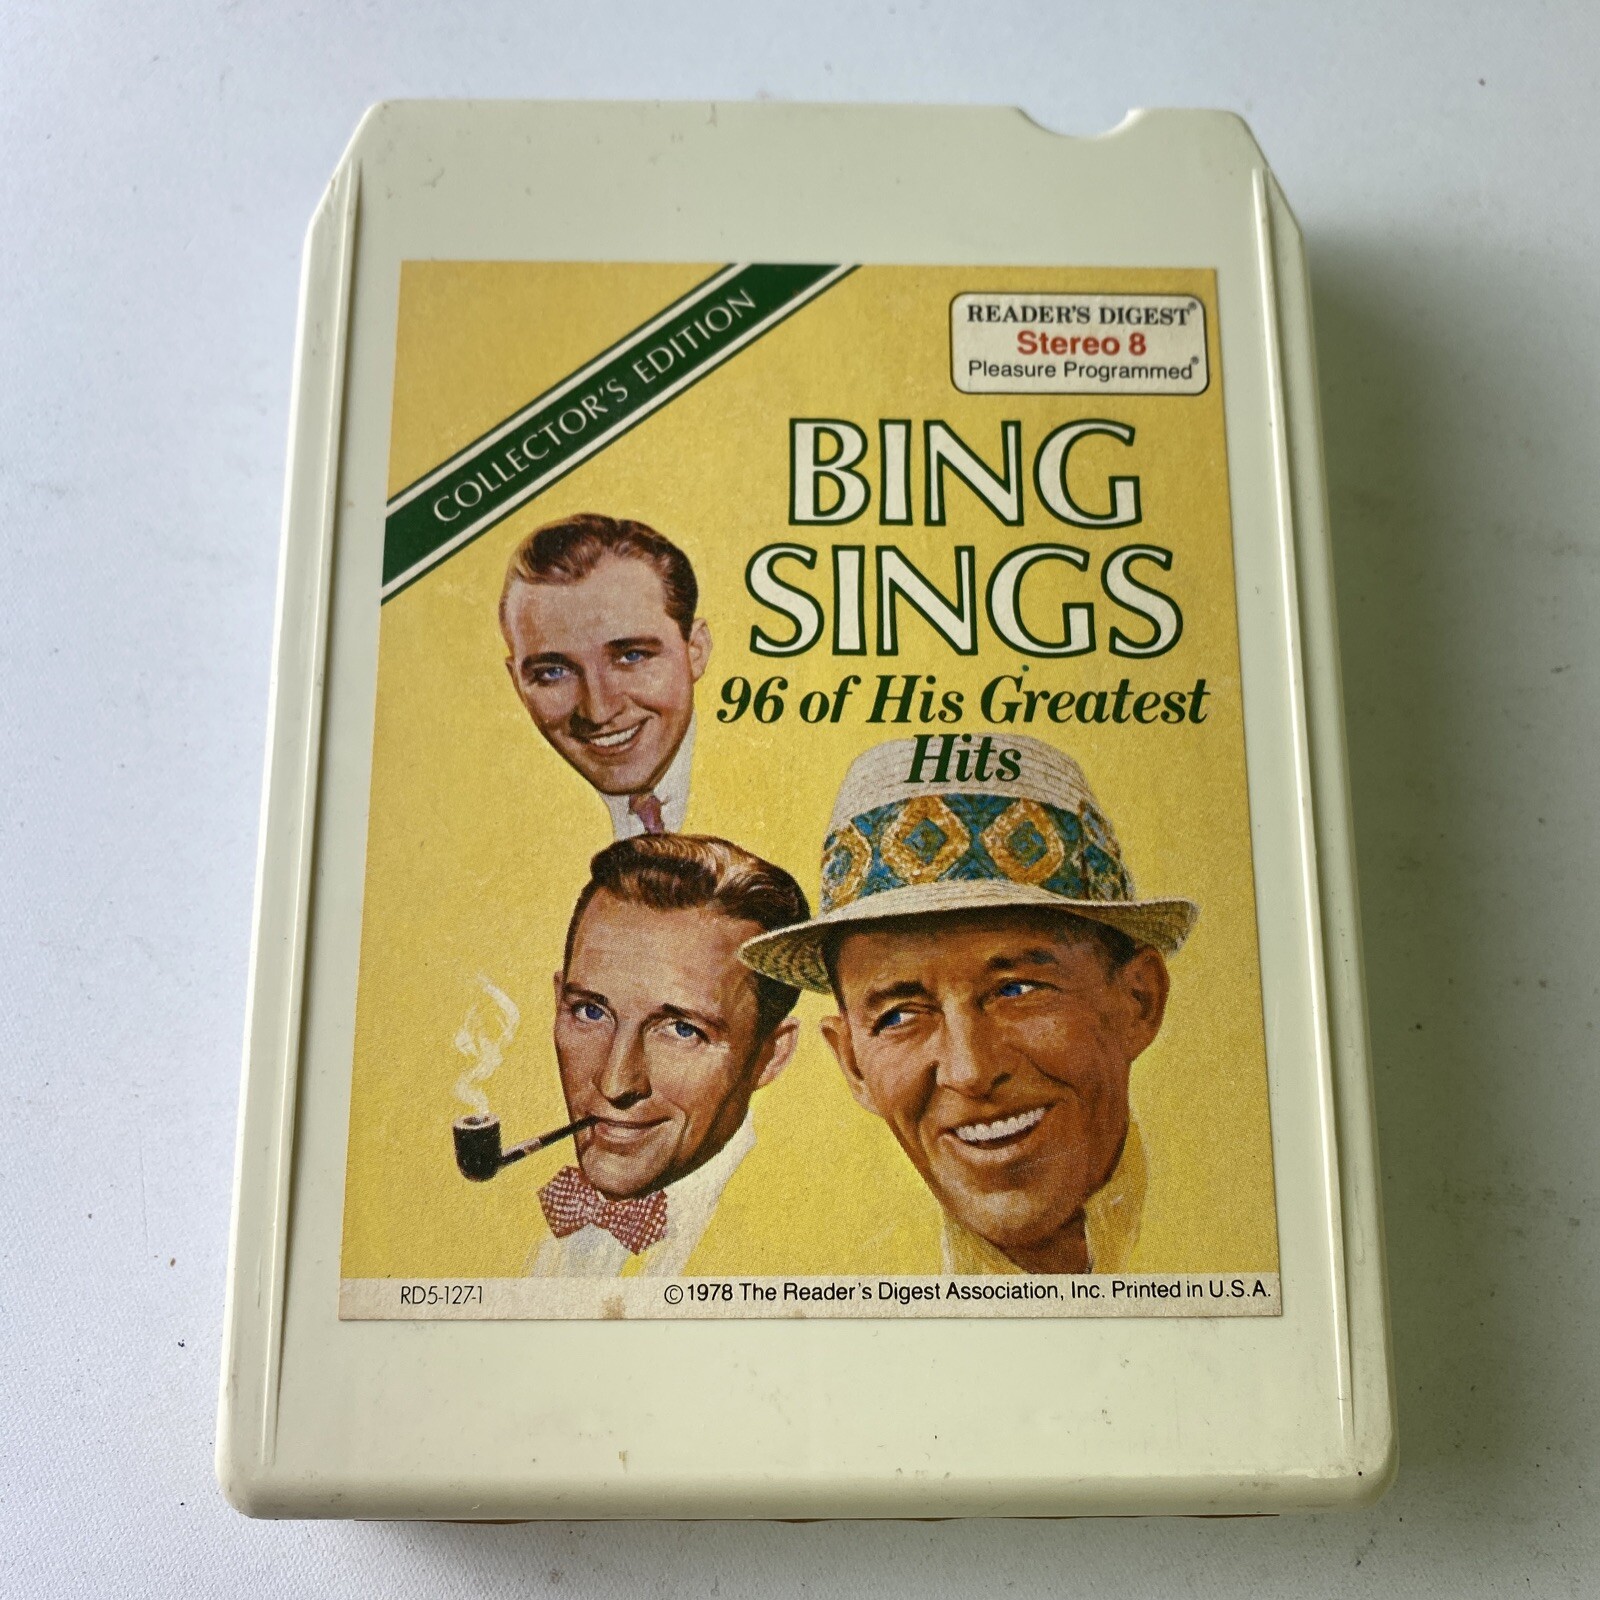 COLLECTOR'S EDITION
READER'S DIGEST®
Stereo 8
Pleasure Programmed®
BING
SINGS
96 of His Greatest
Hits
RD5-127-1
©1978 The Reader's Digest Association, Inc. Printed in U.S.A.